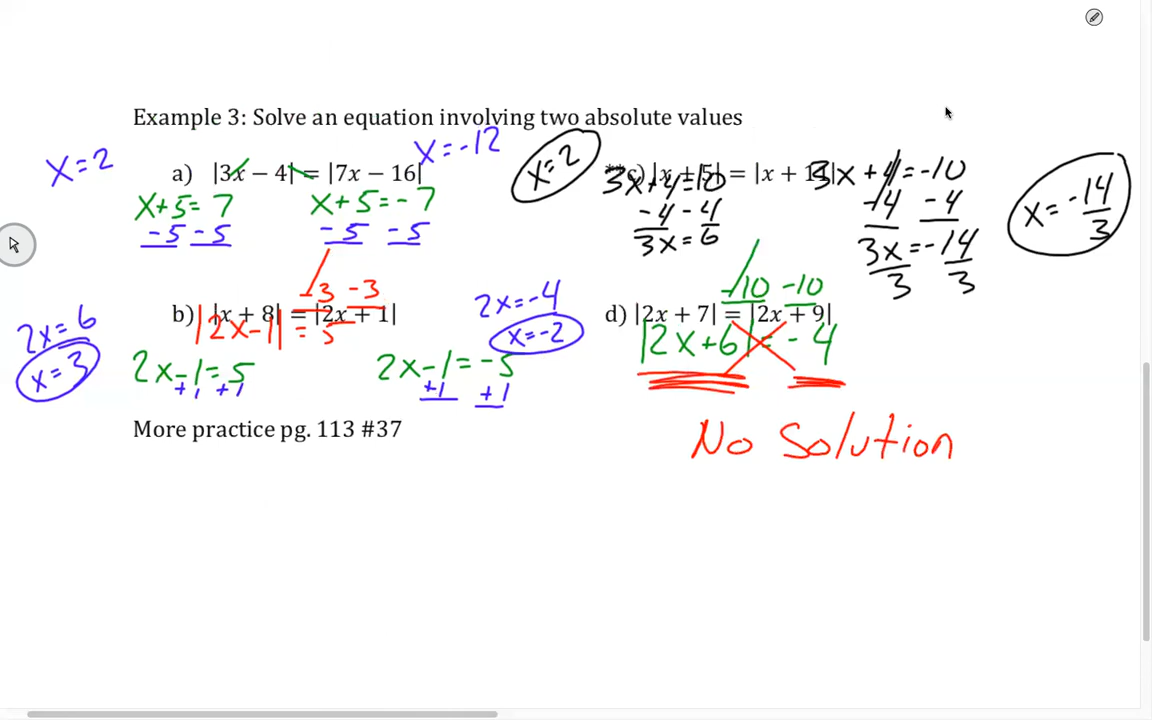 Example 3: Solve an equation involving two absolute values
x=2
x=-12
x=2
a) |3x − 4| = |7x − 16|
**c) |x + 5| = |x + 11|
3x+4=10
3x+4=-10
x+5=7
x+5=-7
-4 -4
-4 -4
x=-14/3
-5 -5
-5 -5
3x=6
3x=-14
3 3
-3 -3
2x=-4
-10 -10
b) |x + 8| = |2x + 1|
d) |2x + 7| = |2x + 9|
2x=6
|2x-1|=5
x=-2
|2x+6|=-4
x=3
2x-1=5
2x-1=-5
+1 +1
+1 +1
More practice pg. 113 #37
No Solution